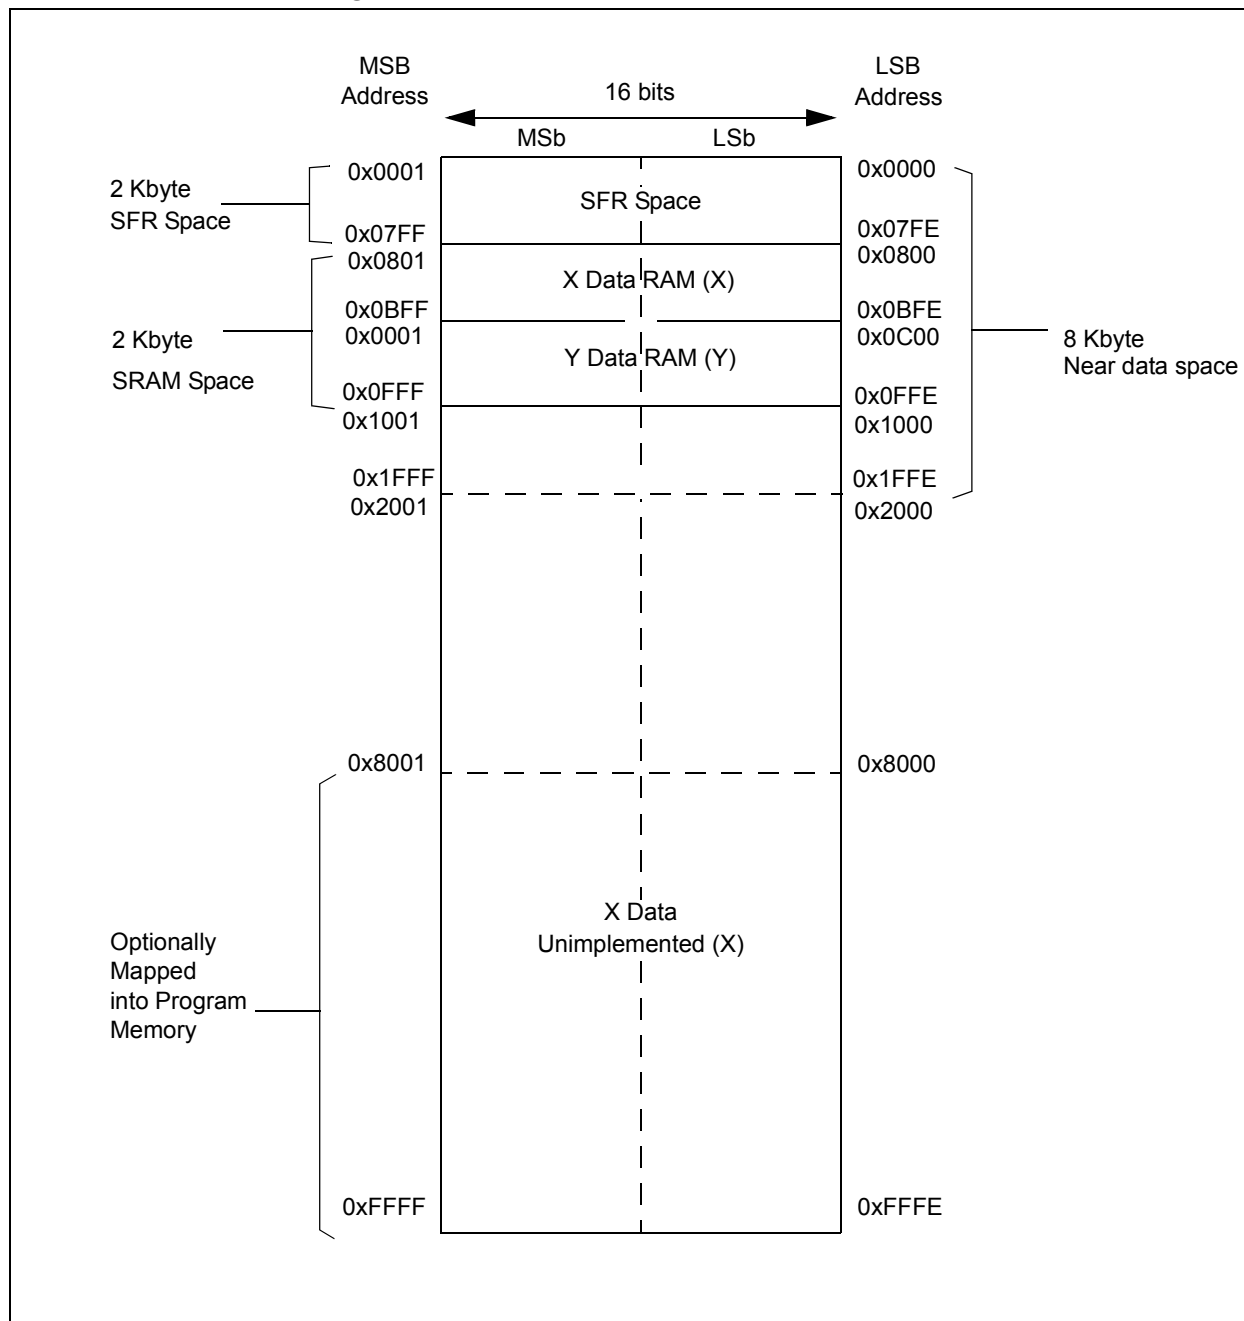 MSB
Address
16 bits
LSB
Address
MSb
LSb
2 Kbyte
SFR Space
0x0001
SFR Space
0x0000
0x07FF
0x07FE
0x0801
0x0800
2 Kbyte
SRAM Space
X Data RAM (X)
0x0BFF
0x0BFE
0x0001
0x0C00
Y Data RAM (Y)
8 Kbyte
Near data space
0x0FFF
0x0FFE
0x1001
0x1000
0x1FFF
0x1FFE
0x2001
0x2000
0x8001
0x8000
Optionally
Mapped
into Program
Memory
X Data
Unimplemented (X)
0xFFFF
0xFFFE